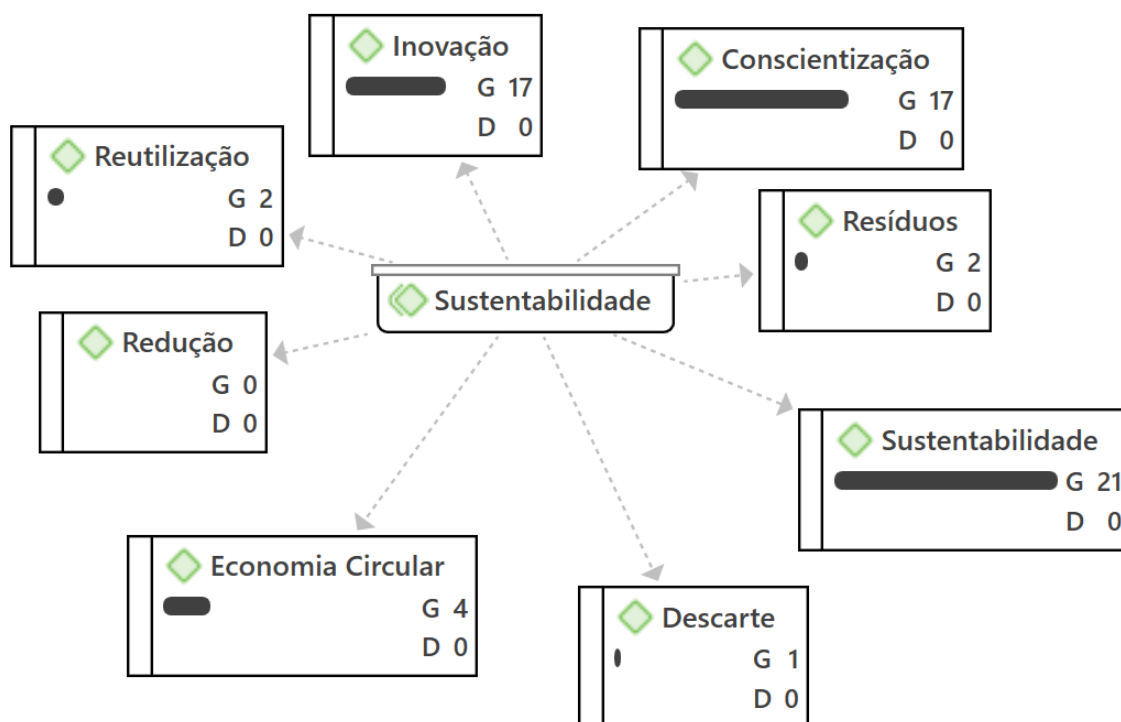 Inovação
G 17
D 0
Conscientização
G 17
D 0
Reutilização
G 2
D 0
Resíduos
G 2
D 0
Sustentabilidade
Redução
G 0
D 0
Sustentabilidade
G 21
D 0
Economia Circular
G 4
D 0
Descarte
G 1
D 0